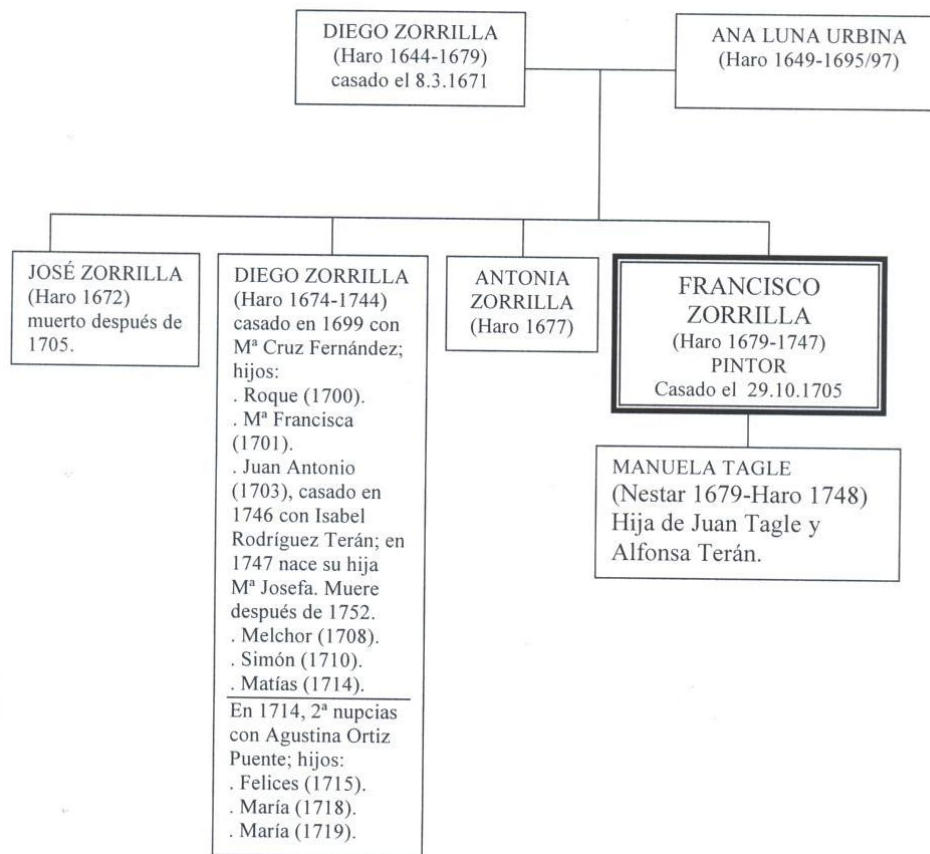 DIEGO ZORRILLA
(Haro 1644-1679)
casado el 8.3.1671
ANA LUNA URBINA
(Haro 1649-1695/97)
JOSÉ ZORRILLA
(Haro 1672)
muerto después de
1705.
DIEGO ZORRILLA
(Haro 1674-1744)
casado en 1699 con
Mª Cruz Fernández;
hijos:
. Roque (1700).
. Mª Francisca
(1701).
. Juan Antonio
(1703), casado en
1746 con Isabel
Rodríguez Terán; en
1747 nace su hija
Mª Josefa. Muere
después de 1752.
. Melchor (1708).
. Simón (1710).
. Matías (1714).
En 1714, 2ª nupcias
con Agustina Ortiz
Puente; hijos:
. Felices (1715).
. María (1718).
. María (1719).
ANTONIA
ZORRILLA
(Haro 1677)
FRANCISCO
ZORRILLA
(Haro 1679-1747)
PINTOR
Casado el 29.10.1705
MANUELA TAGLE
(Nestar 1679-Haro 1748)
Hija de Juan Tagle y
Alfonsa Terán.